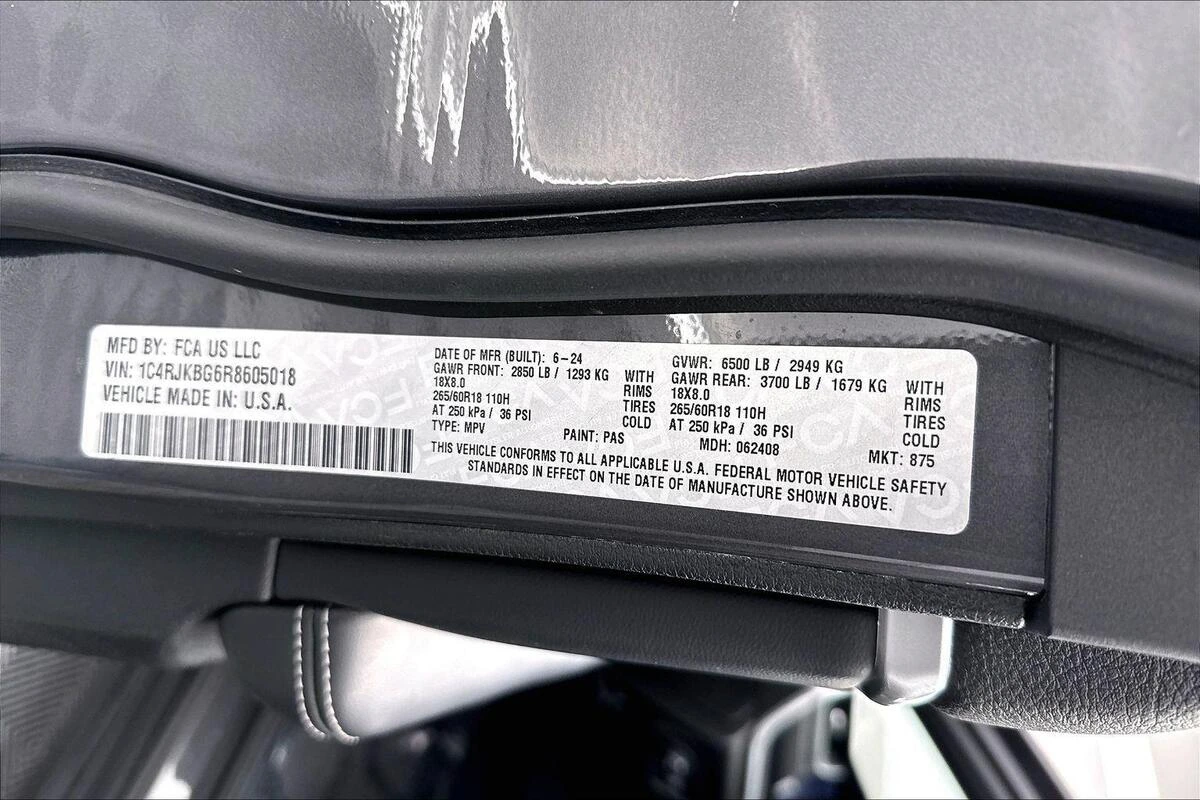 MFD BY: FCA US LLC
VIN: 1C4RJKBG6R8605018
VEHICLE MADE IN: U.S.A.
DATE OF MFR (BUILT): 6-24
GAWR FRONT: 2850 LB / 1293 KG WITH
18X8.0 RIMS
265/60R18 110H TIRES
AT 250 kPa / 36 PSI COLD
TYPE: MPV PAINT: PAS
GVWR: 6500 LB / 2949 KG
GAWR REAR: 3700 LB / 1679 KG WITH
18X8.0 RIMS
265/60R18 110H TIRES
AT 250 kPa / 36 PSI COLD
MDH: 062408 MKT: 875
THIS VEHICLE CONFORMS TO ALL APPLICABLE U.S.A. FEDERAL MOTOR VEHICLE SAFETY
STANDARDS IN EFFECT ON THE DATE OF MANUFACTURE SHOWN ABOVE.